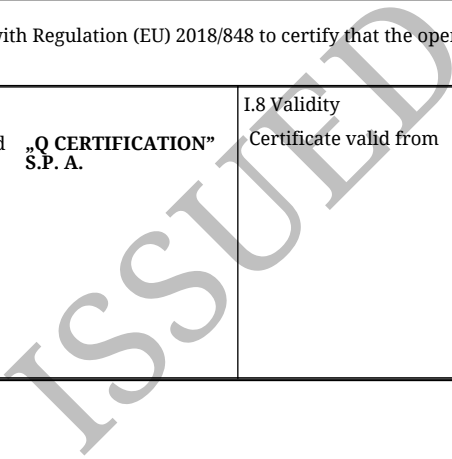 with Regulation (EU) 2018/848 to certify that the oper
I.8 Validity
Certificate valid from
„Q CERTIFICATION”
S.P. A.
ISSUED